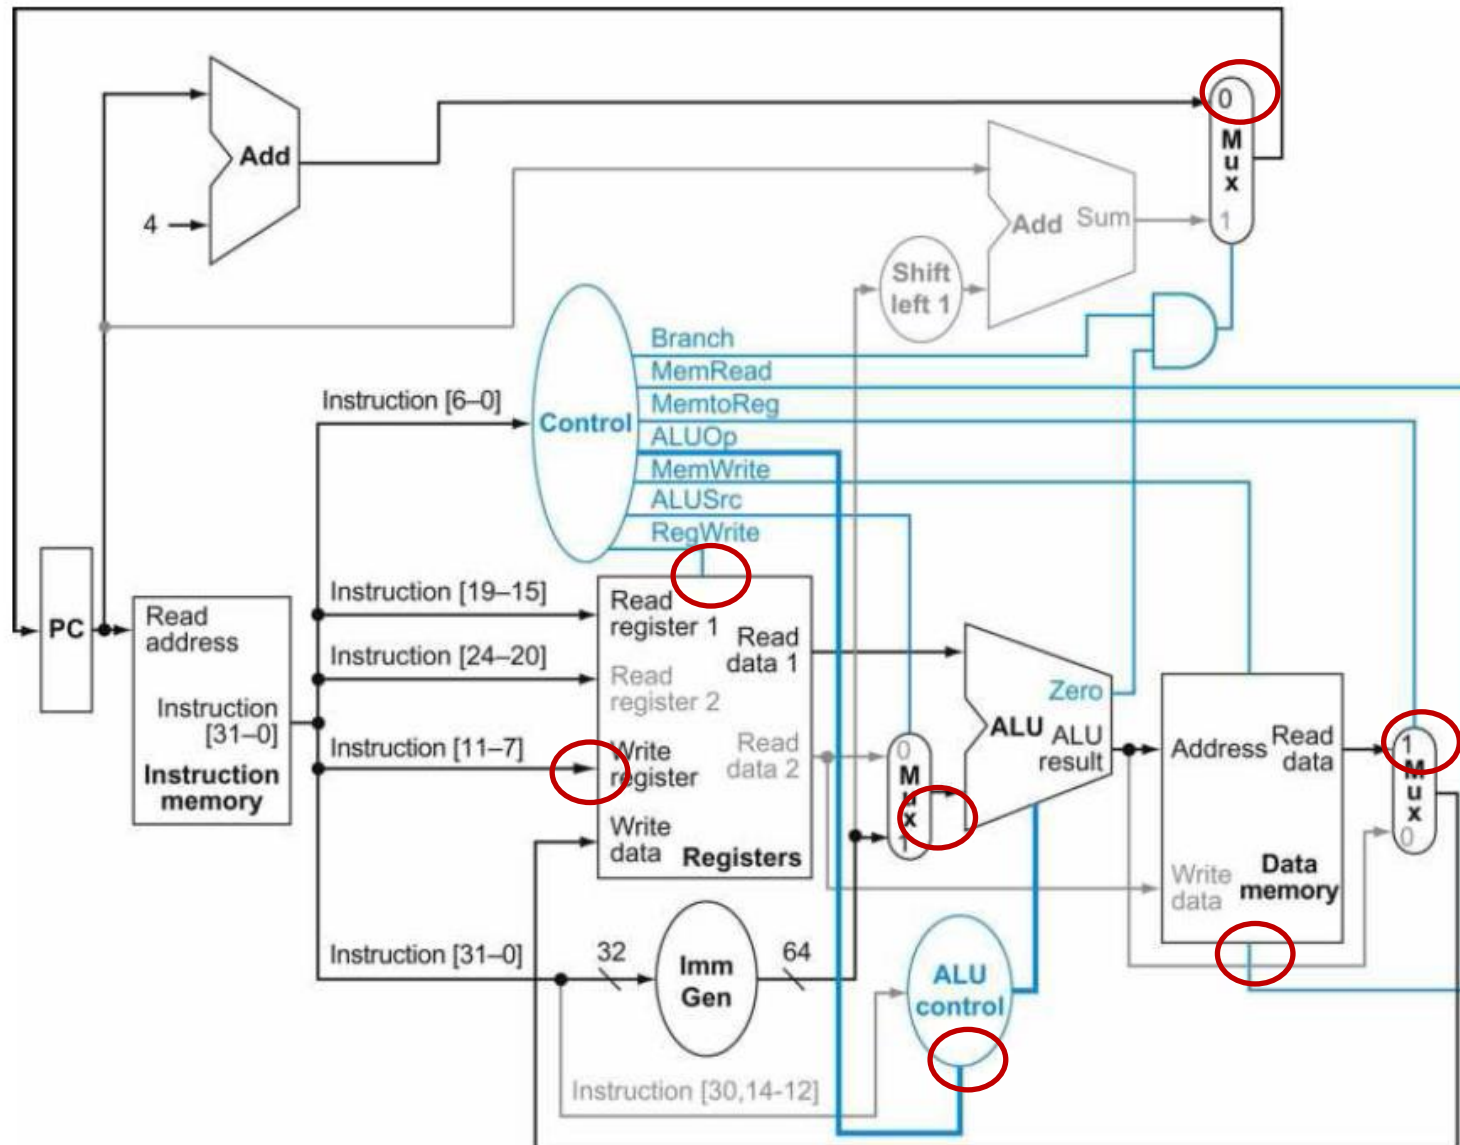 0
M
u
x
1
Add
4
Add Sum
Shift
left 1
Branch
MemRead
MemtoReg
ALUOp
MemWrite
ALUSrc
RegWrite
Control
Instruction [6–0]
Instruction [19–15]
Instruction [24–20]
Instruction [11–7]
Instruction [31–0]
PC
Read
address
Instruction
[31–0]
Instruction
memory
Read
register 1
Read
register 2
Write
register
Write
data
Read
data 1
Read
data 2
Registers
0
M
u
x
1
Zero
ALU
ALU
result
Address
Read
data
Write
data
Data
memory
1
M
u
x
0
32
Imm
Gen
64
ALU
control
Instruction [30,14-12]